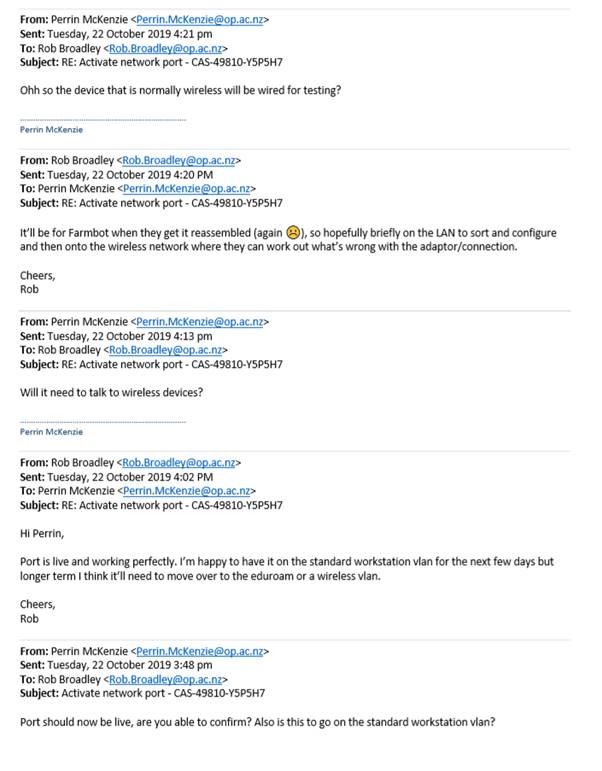 From: Perrin McKenzie <Perrin.McKenzie@op.ac.nz>
Sent: Tuesday, 22 October 2019 4:21 pm
To: Rob Broadley <Rob.Broadley@op.ac.nz>
Subject: RE: Activate network port - CAS-49810-Y5P5H7
Ohh so the device that is normally wireless will be wired for testing?
Perrin McKenzie
From: Rob Broadley <Rob.Broadley@op.ac.nz>
Sent: Tuesday, 22 October 2019 4:20 PM
To: Perrin McKenzie <Perrin.McKenzie@op.ac.nz>
Subject: RE: Activate network port - CAS-49810-Y5P5H7
It'll be for Farmbot when they get it reassembled (again ☹), so hopefully briefly on the LAN to sort and configure
and then onto the wireless network where they can work out what's wrong with the adaptor/connection.
Cheers,
Rob
From: Perrin McKenzie <Perrin.McKenzie@op.ac.nz>
Sent: Tuesday, 22 October 2019 4:13 pm
To: Rob Broadley <Rob.Broadley@op.ac.nz>
Subject: RE: Activate network port - CAS-49810-Y5P5H7
Will it need to talk to wireless devices?
Perrin McKenzie
From: Rob Broadley <Rob.Broadley@op.ac.nz>
Sent: Tuesday, 22 October 2019 4:02 PM
To: Perrin McKenzie <Perrin.McKenzie@op.ac.nz>
Subject: RE: Activate network port - CAS-49810-Y5P5H7
Hi Perrin,
Port is live and working perfectly. I'm happy to have it on the standard workstation vlan for the next few days but
longer term I think it'll need to move over to the eduroam or a wireless vlan.
Cheers,
Rob
From: Perrin McKenzie <Perrin.McKenzie@op.ac.nz>
Sent: Tuesday, 22 October 2019 3:48 pm
To: Rob Broadley <Rob.Broadley@op.ac.nz>
Subject: Activate network port - CAS-49810-Y5P5H7
Port should now be live, are you able to confirm? Also is this to go on the standard workstation vlan?